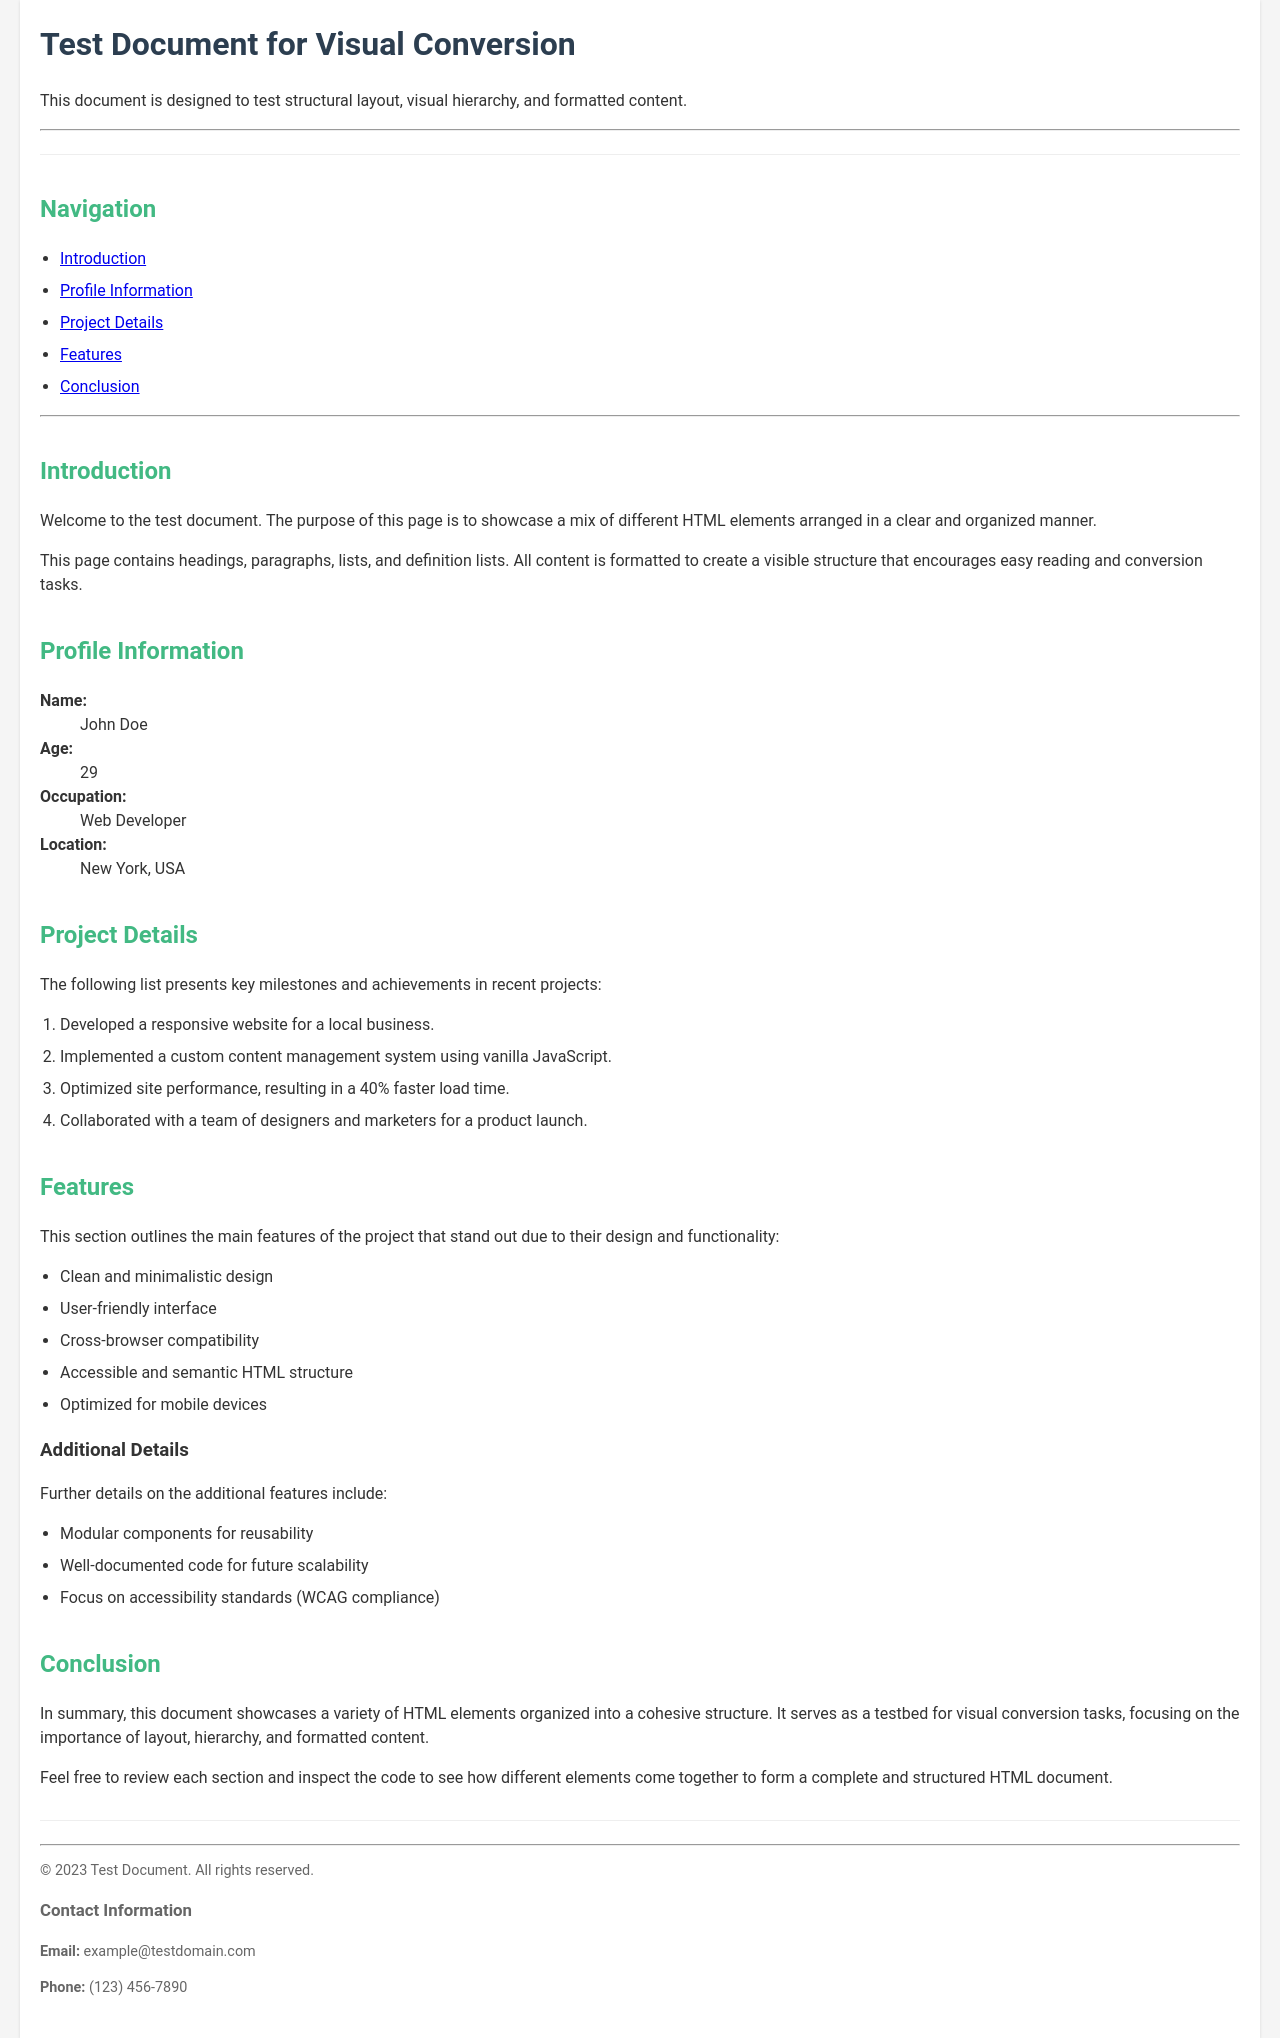 Test Document for Visual Conversion
This document is designed to test structural layout, visual hierarchy, and formatted content.
Navigation
• Introduction
• Profile Information
• Project Details
• Features
• Conclusion
Introduction
Welcome to the test document. The purpose of this page is to showcase a mix of different HTML elements arranged in a clear and organized manner.
This page contains headings, paragraphs, lists, and definition lists. All content is formatted to create a visible structure that encourages easy reading and conversion
tasks.
Profile Information
Name:
John Doe
Age:
29
Occupation:
Web Developer
Location:
New York, USA
Project Details
The following list presents key milestones and achievements in recent projects:
1. Developed a responsive website for a local business.
2. Implemented a custom content management system using vanilla JavaScript.
3. Optimized site performance, resulting in a 40% faster load time.
4. Collaborated with a team of designers and marketers for a product launch.
Features
This section outlines the main features of the project that stand out due to their design and functionality:
• Clean and minimalistic design
• User-friendly interface
• Cross-browser compatibility
• Accessible and semantic HTML structure
• Optimized for mobile devices
Additional Details
Further details on the additional features include:
• Modular components for reusability
• Well-documented code for future scalability
• Focus on accessibility standards (WCAG compliance)
Conclusion
In summary, this document showcases a variety of HTML elements organized into a cohesive structure. It serves as a testbed for visual conversion tasks, focusing on the
importance of layout, hierarchy, and formatted content.
Feel free to review each section and inspect the code to see how different elements come together to form a complete and structured HTML document.
© 2023 Test Document. All rights reserved.
Contact Information
Email: example@testdomain.com
Phone: (123) 456-7890